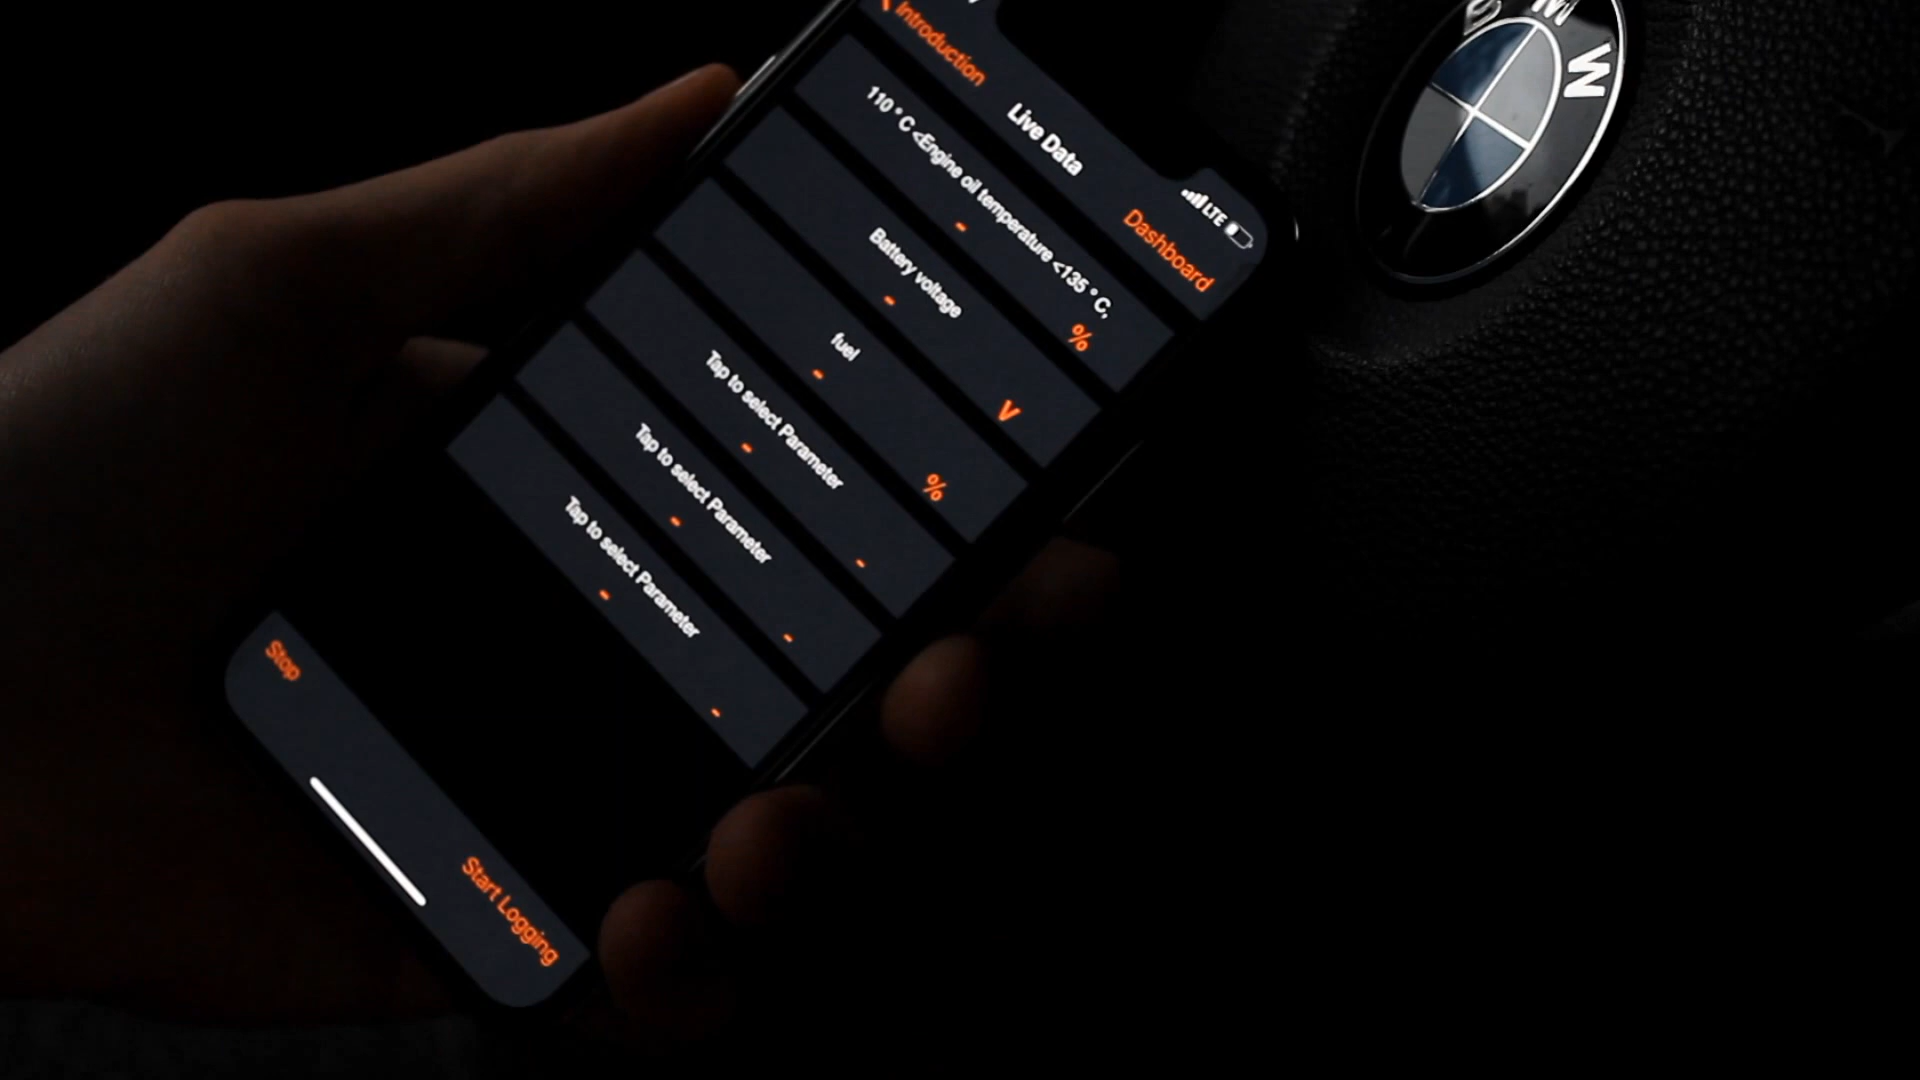 LTE
Introduction
Live Data
Dashboard
110 ° C <Engine oil temperature <135 ° C,
- %
Battery voltage
- V
fuel
- %
Tap to select Parameter
- -
Tap to select Parameter
- -
Tap to select Parameter
- -
Stop
Start Logging
M W